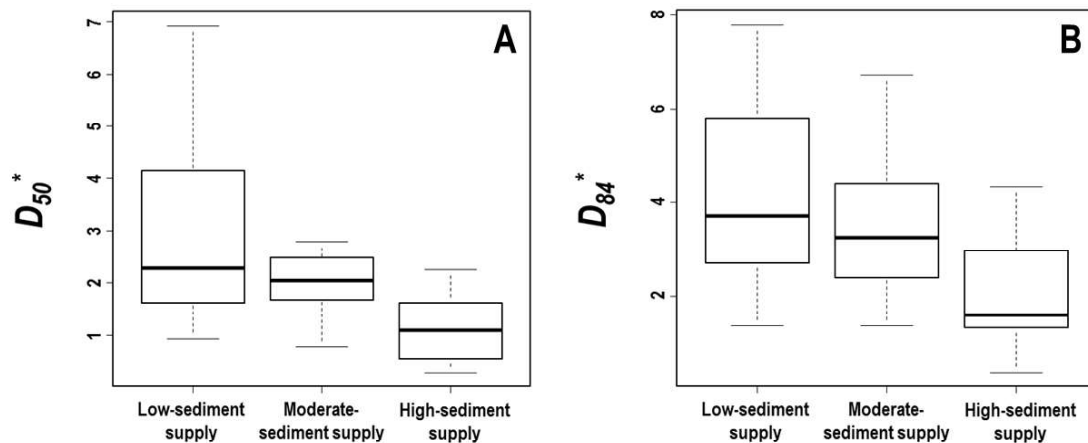 A
7
6
5
4
3
2
1
D50*
Low-sediment supply
Moderate-sediment supply
High-sediment supply
B
8
6
4
2
D84*
Low-sediment supply
Moderate-sediment supply
High-sediment supply